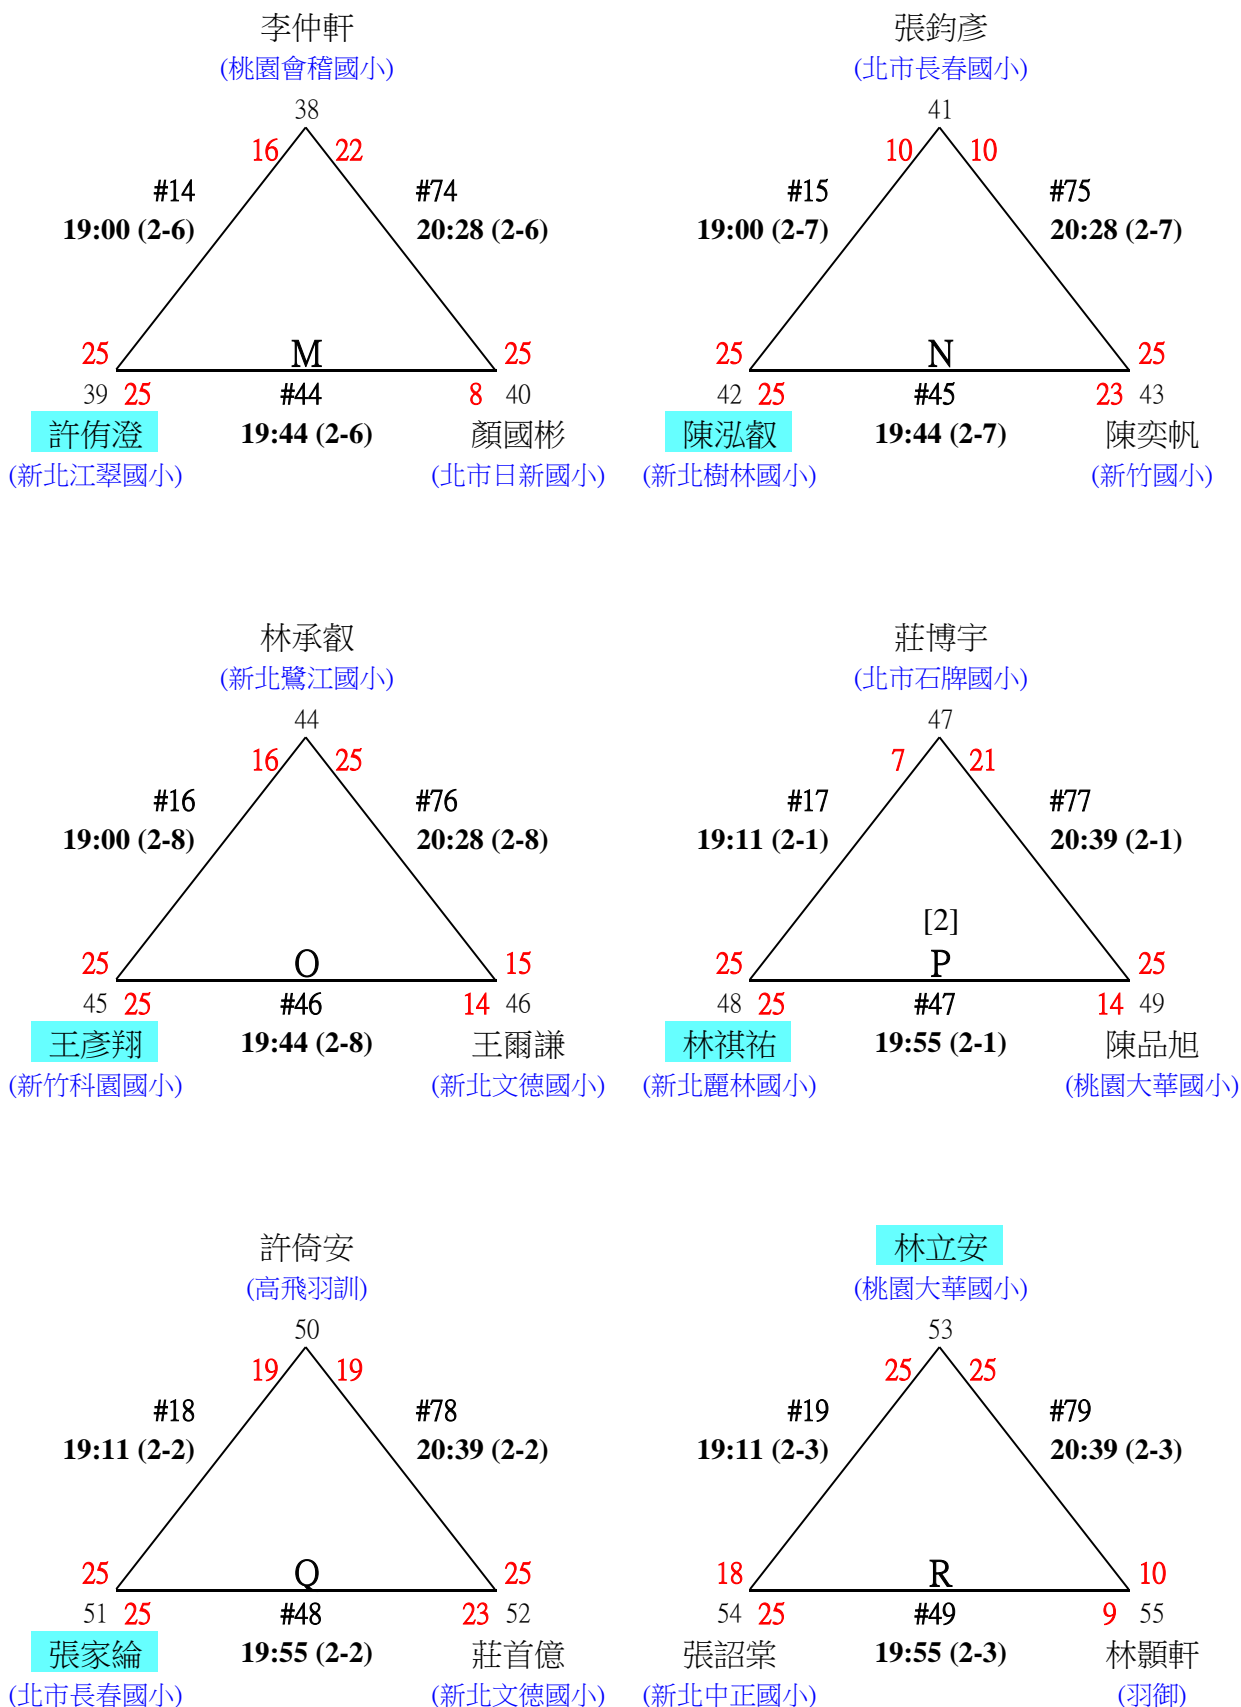 李仲軒
(桃園會稽國小)
38
16 22
#14 #74
19:00 (2-6) 20:28 (2-6)
25 M 25
39 25 #44 8 40
許侑澄 19:44 (2-6) 顏國彬
(新北江翠國小) (北市日新國小)
張鈞彥
(北市長春國小)
41
10 10
#15 #75
19:00 (2-7) 20:28 (2-7)
25 N 25
42 25 #45 23 43
陳泓叡 19:44 (2-7) 陳奕帆
(新北樹林國小) (新竹國小)
林承叡
(新北鷺江國小)
44
16 25
#16 #76
19:00 (2-8) 20:28 (2-8)
25 O 15
45 25 #46 14 46
王彥翔 19:44 (2-8) 王爾謙
(新竹科園國小) (新北文德國小)
莊博宇
(北市石牌國小)
47
7 21
#17 #77
19:11 (2-1) 20:39 (2-1)
[2]
25 P 25
48 25 #47 14 49
林祺祐 19:55 (2-1) 陳品旭
(新北麗林國小) (桃園大華國小)
許倚安
(高飛羽訓)
50
19 19
#18 #78
19:11 (2-2) 20:39 (2-2)
25 Q 25
51 25 #48 23 52
張家綸 19:55 (2-2) 莊首億
(北市長春國小) (新北文德國小)
林立安
(桃園大華國小)
53
25 25
#19 #79
19:11 (2-3) 20:39 (2-3)
18 R 10
54 25 #49 9 55
張詔棠 19:55 (2-3) 林顥軒
(新北中正國小) (羽御)